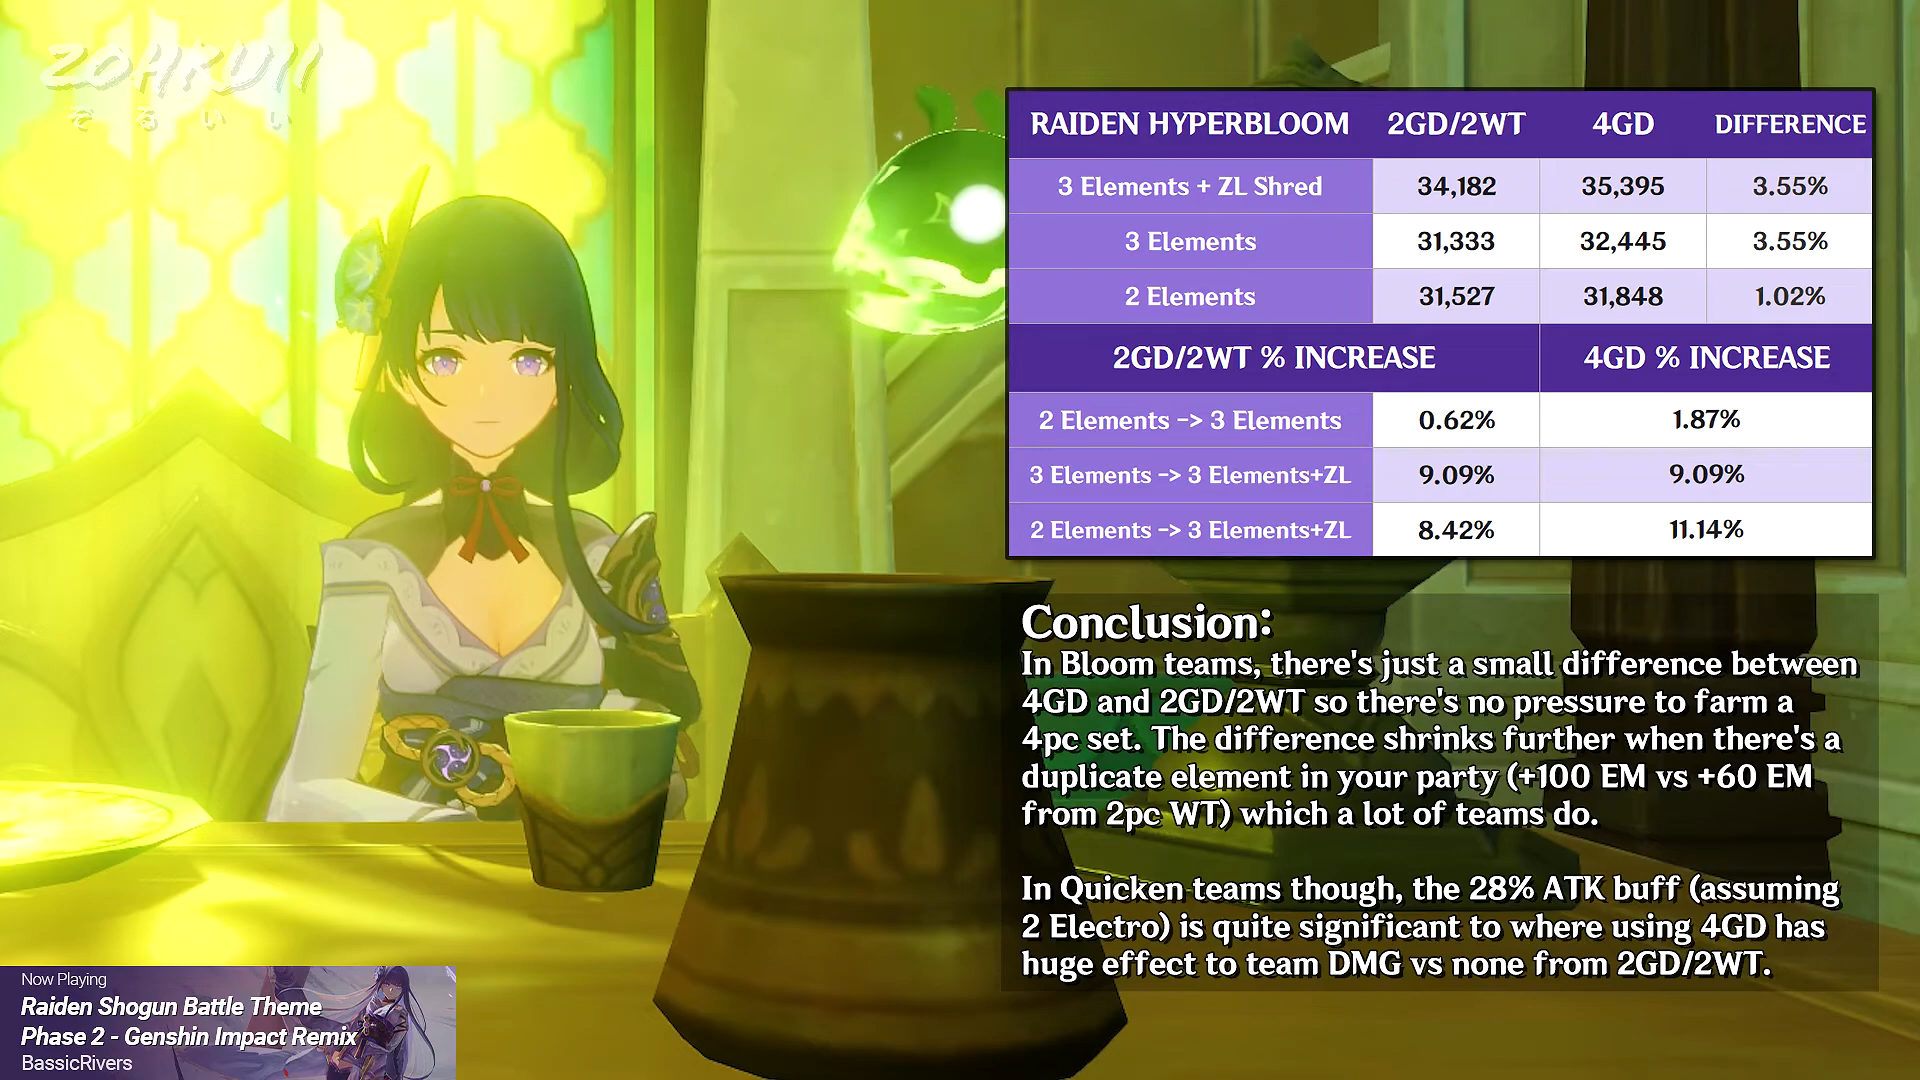 ZOHKUII
ぞるいい
RAIDEN HYPERBLOOM 2GD/2WT 4GD DIFFERENCE
3 Elements + ZL Shred 34,182 35,395 3.55%
3 Elements 31,333 32,445 3.55%
2 Elements 31,527 31,848 1.02%
2GD/2WT % INCREASE 4GD % INCREASE
2 Elements -> 3 Elements 0.62% 1.87%
3 Elements -> 3 Elements+ZL 9.09% 9.09%
2 Elements -> 3 Elements+ZL 8.42% 11.14%
Conclusion:
In Bloom teams, there's just a small difference between
4GD and 2GD/2WT so there's no pressure to farm a
4pc set. The difference shrinks further when there's a
duplicate element in your party (+100 EM vs +60 EM
from 2pc WT) which a lot of teams do.
In Quicken teams though, the 28% ATK buff (assuming
2 Electro) is quite significant to where using 4GD has
huge effect to team DMG vs none from 2GD/2WT.
Now Playing
Raiden Shogun Battle Theme
Phase 2 - Genshin Impact Remix
BassicRivers